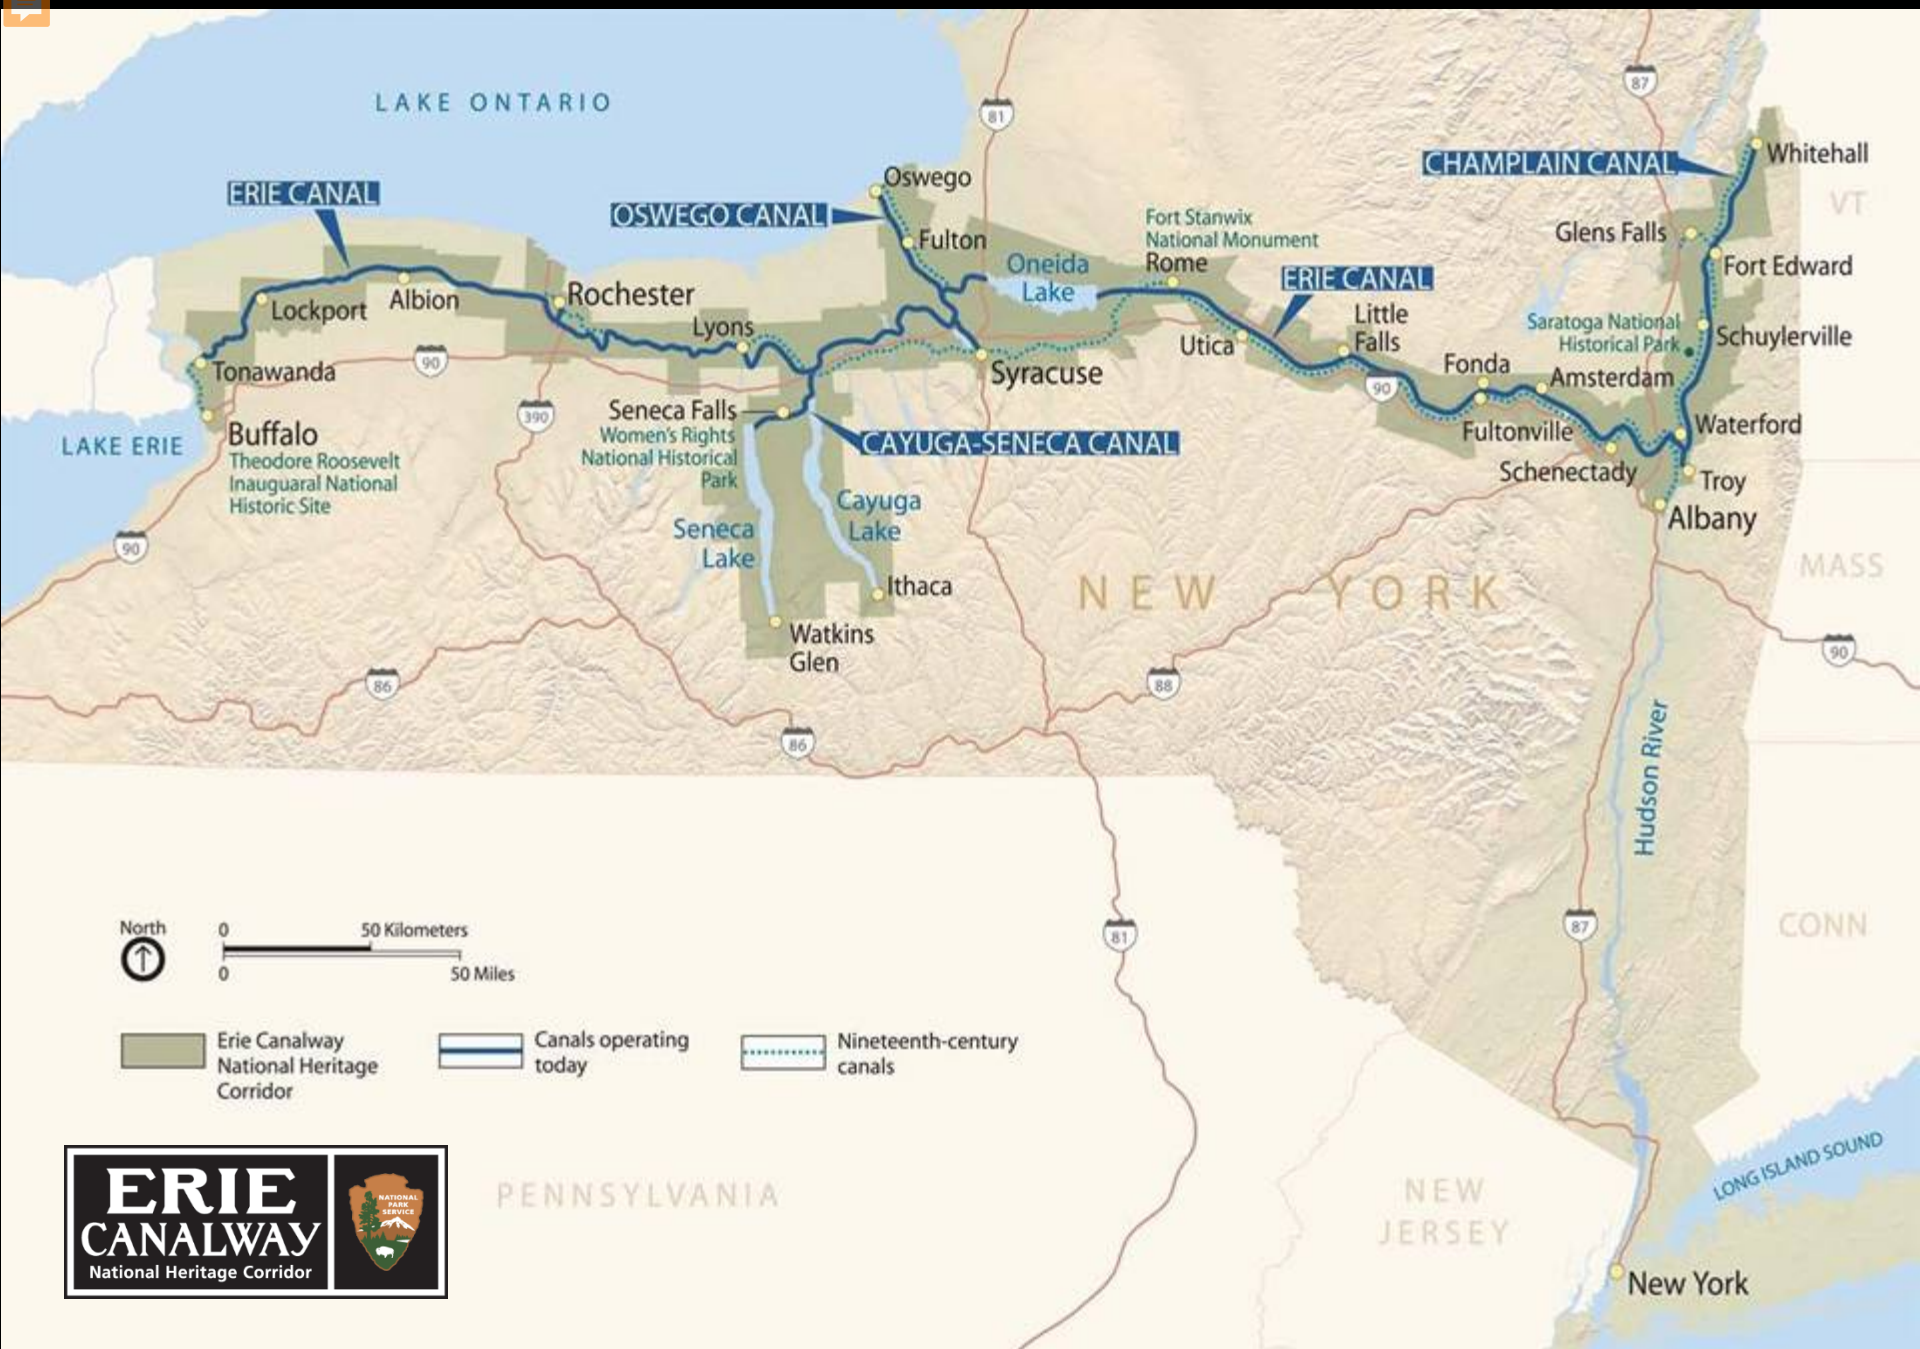 LAKE ONTARIO
81
87
CHAMPLAIN CANAL
Whitehall
ERIE CANAL
Oswego
VT
OSWEGO CANAL
Fort Stanwix
National Monument
Rome
Glens Falls
Fulton
Oneida
Lake
Fort Edward
ERIE CANAL
Lockport
Albion
Rochester
Lyons
Little
Falls
Utica
Saratoga National
Historical Park
Schuylerville
90
Tonawanda
Syracuse
Fonda
Amsterdam
90
390
Seneca Falls
Women's Rights
National Historical
Park
Waterford
Fultonville
LAKE ERIE
Buffalo
Theodore Roosevelt
Inauguaral National
Historic Site
CAYUGA-SENECA CANAL
Schenectady
Troy
Albany
Cayuga
Lake
Seneca
Lake
90
MASS
Ithaca
NEW YORK
Watkins
Glen
90
86
88
86
Hudson River
North
0
50 Kilometers
0
50 Miles
81
87
CONN
Erie Canalway
National Heritage
Corridor
Canals operating
today
Nineteenth-century
canals
ERIE
CANALWAY
National Heritage Corridor
NATIONAL
PARK
SERVICE
PENNSYLVANIA
NEW
JERSEY
LONG ISLAND SOUND
New York